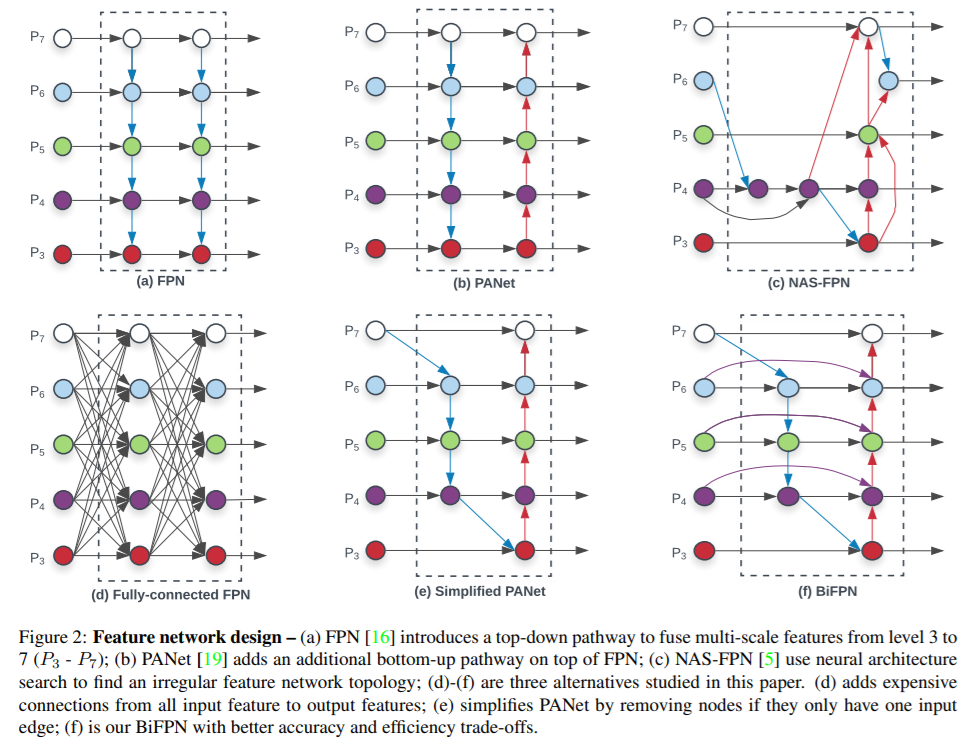 P7
P6
P5
P4
P3
(a) FPN
P7
P6
P5
P4
P3
(b) PANet
P7
P6
P5
P4
P3
(c) NAS-FPN
P7
P6
P5
P4
P3
(d) Fully-connected FPN
P7
P6
P5
P4
P3
(e) Simplified PANet
P7
P6
P5
P4
P3
(f) BiFPN
Figure 2: Feature network design – (a) FPN [16] introduces a top-down pathway to fuse multi-scale features from level 3 to
7 (P3 - P7); (b) PANet [19] adds an additional bottom-up pathway on top of FPN; (c) NAS-FPN [5] use neural architecture
search to find an irregular feature network topology; (d)-(f) are three alternatives studied in this paper. (d) adds expensive
connections from all input feature to output features; (e) simplifies PANet by removing nodes if they only have one input
edge; (f) is our BiFPN with better accuracy and efficiency trade-offs.